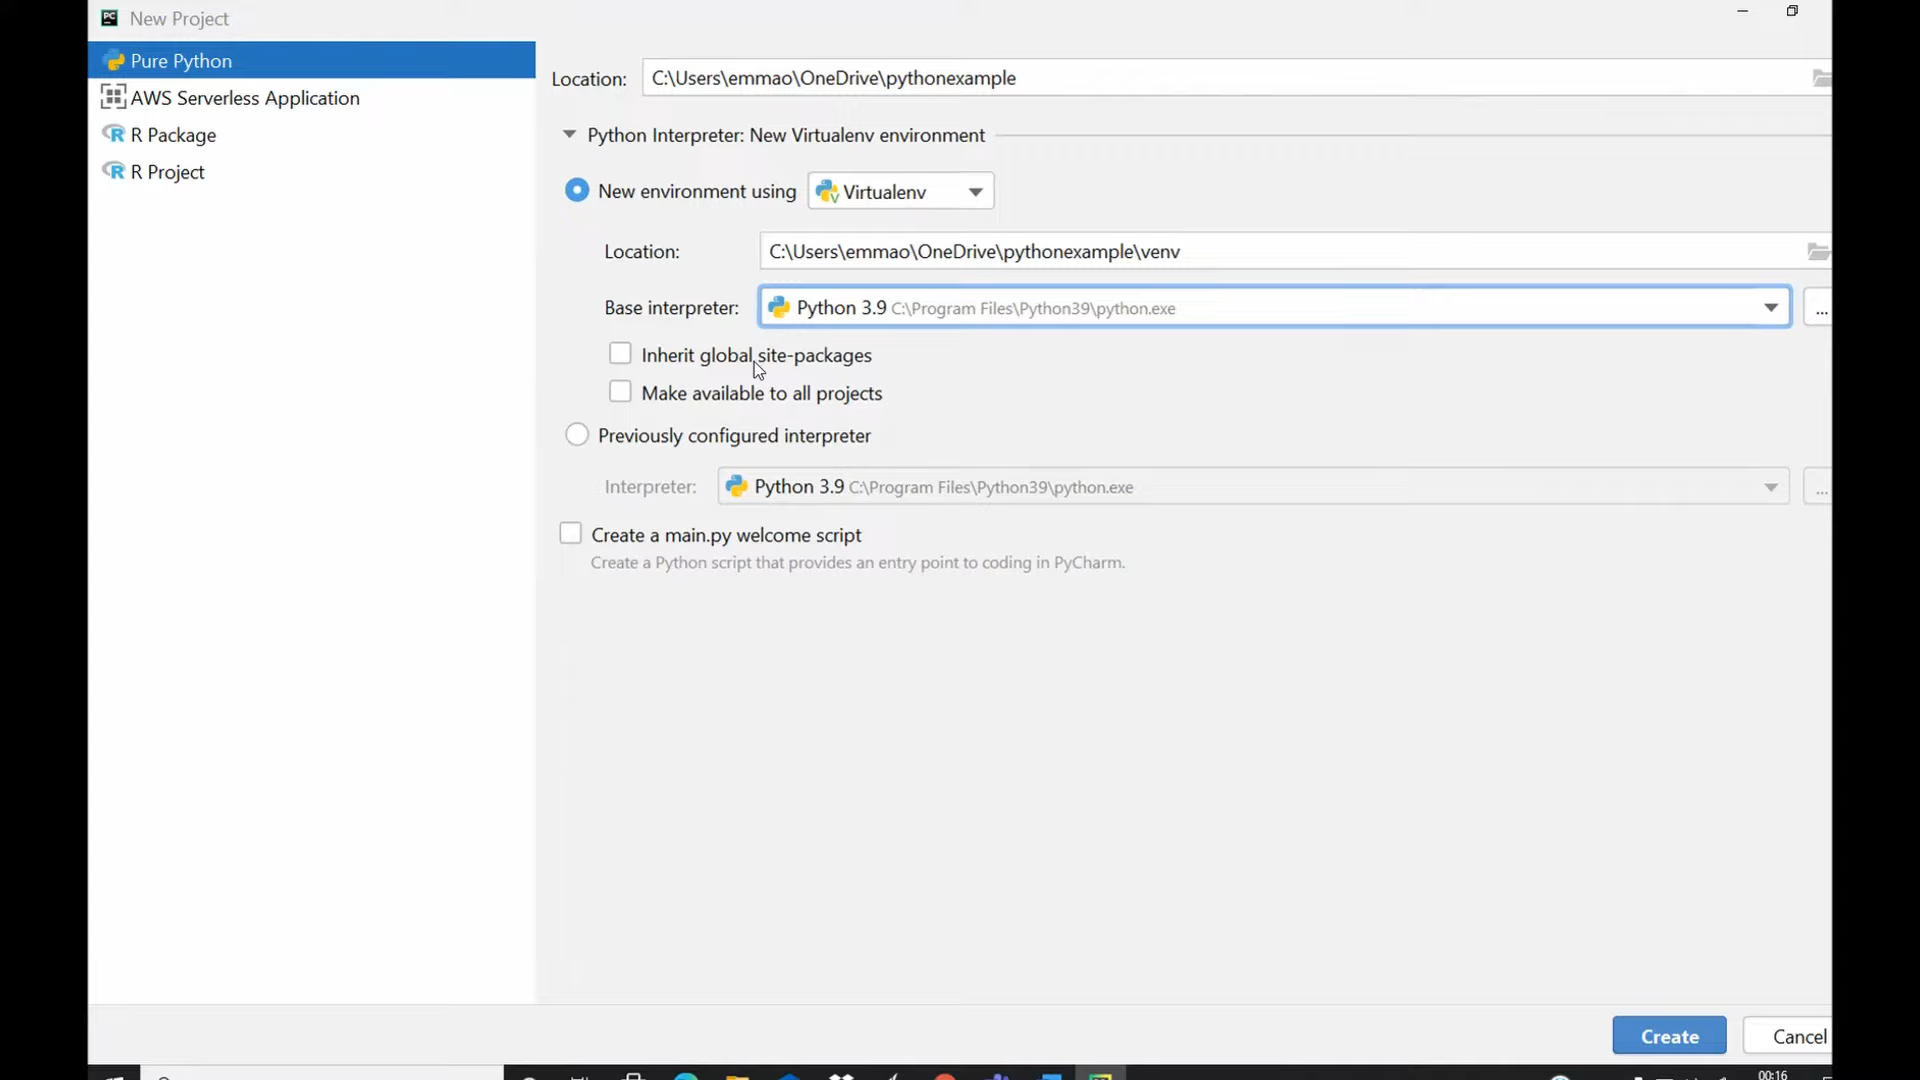 New Project
Pure Python
AWS Serverless Application
R Package
R Project
Location: C:\Users\emmao\OneDrive\pythonexample
Python Interpreter: New Virtualenv environment
New environment using Virtualenv
Location: C:\Users\emmao\OneDrive\pythonexample\venv
Base interpreter: Python 3.9 C:\Program Files\Python39\python.exe ...
Inherit global site-packages
Make available to all projects
Previously configured interpreter
Interpreter: Python 3.9 C:\Program Files\Python39\python.exe ...
Create a main.py welcome script
Create a Python script that provides an entry point to coding in PyCharm.
Create Cancel
00:16